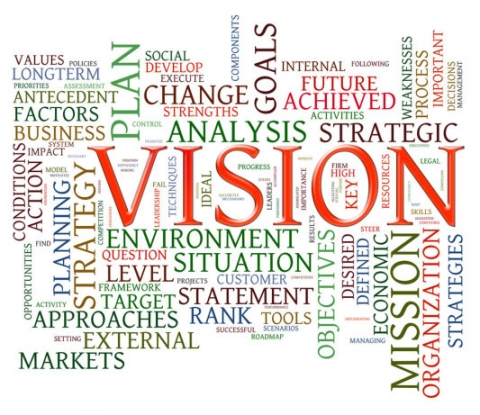 VALUES
POLICIES
LONGTERM
PRIORITIES
ASSESSMENT
ANTECEDENT
FACTORS
BUSINESS
PLAN
CONTROL
SOCIAL
DEVELOP
EXECUTE
CHANGE
STRENGTHS
COMPONENTS
GOALS
INTERNAL
FOLLOWING
FUTURE
ACHIEVED
ACTIVITIES
WEAKNESSES
PROCESS
IMPORTANT
DECISIONS
MANAGEMENT
ANALYSIS
STRATEGIC
CONDITIONS
ACTION
SYSTEM
IMPACT
MODEL
PLANNING
STRATEGY
COMPETITION
VISION
FAIL
LEADERSHIP
TECHNIQUES
IDEAL
PROGRESS
LEADERS
IMPORTANCE
FIRM
HIGH
KEY
RESOURCES
LEGAL
SKILLS
OPPORTUNITIES
FIND
ACTIVITY
ENVIRONMENT
QUESTION
SITUATION
LEVEL
PROJECTS
CUSTOMER
FRAMEWORK
TARGET
STATEMENT
APPROACHES
RANK
TOOLS
SUCCESSFUL
SCENARIOS
ROADMAP
SETTING
EXTERNAL
MARKETS
RESULTS
OBJECTIVES
DESIRED
DEFINED
STEER
ECONOMIC
MANAGING
MISSION
ORGANIZATION
STRATEGIES